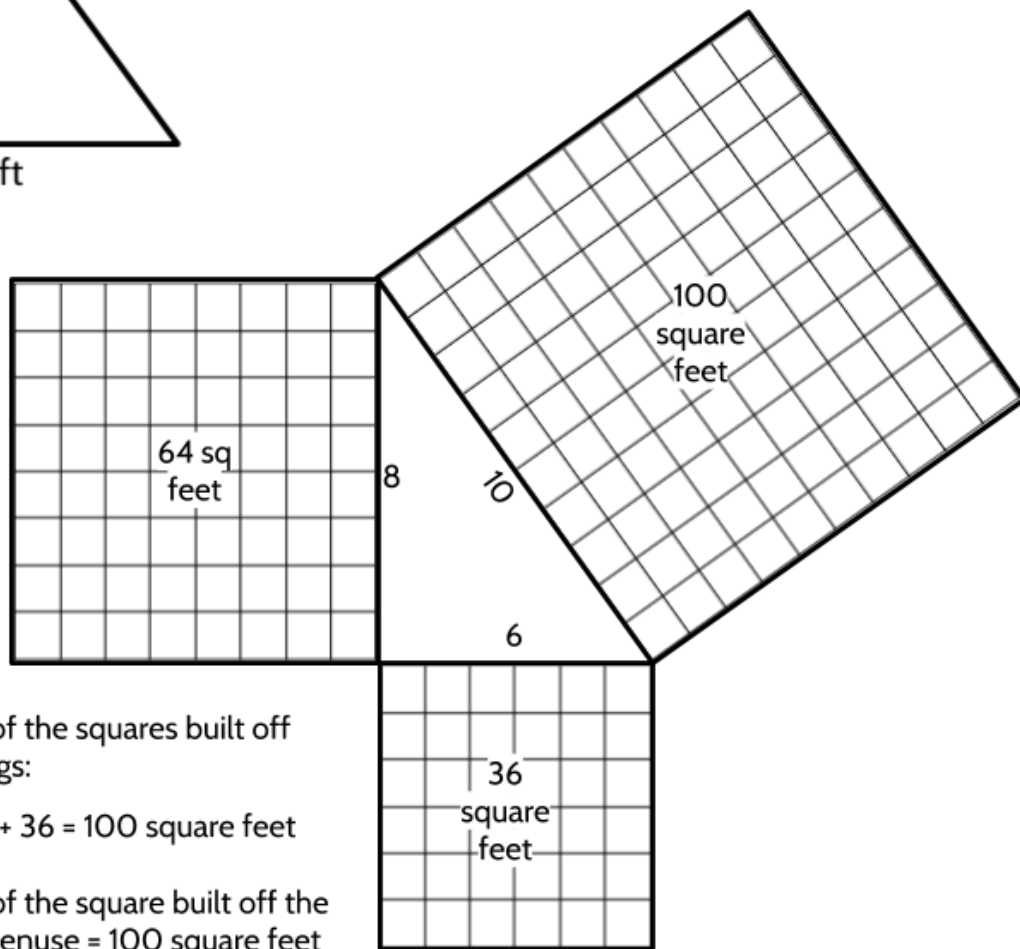 ft
100
square
feet
64 sq
feet
8
10
6
36
square
feet
of the squares built off
gs:
+ 36 = 100 square feet
of the square built off the
enuse = 100 square feet